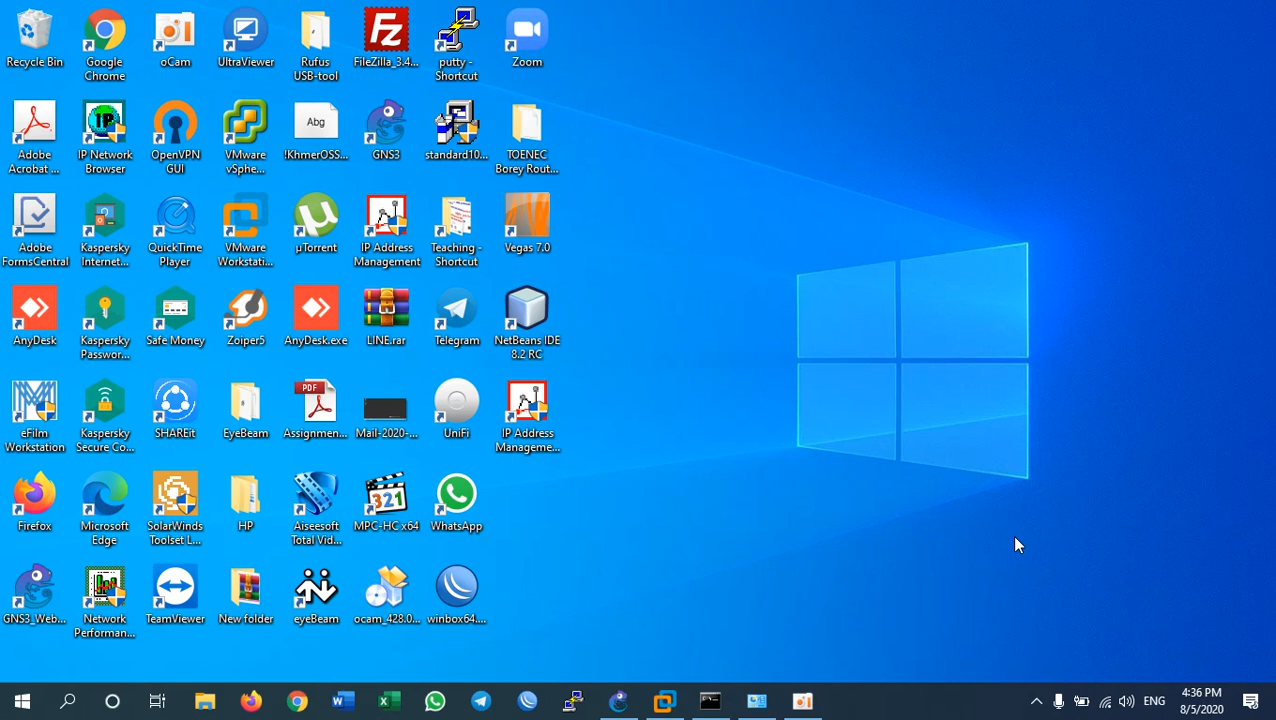 Recycle Bin
Google
Chrome
oCam
UltraViewer
Rufus
USB-tool
FileZilla_3.4...
putty -
Shortcut
Zoom
Adobe
Acrobat ...
IP Network
Browser
OpenVPN
GUI
VMware
vSphe...
Abg
!KhmerOSS...
GNS3
standard10...
TOENEC
Borey Rout...
Adobe
FormsCentral
Kaspersky
Internet...
QuickTime
Player
VMware
Workstati...
µTorrent
IP Address
Management
Teaching -
Shortcut
Vegas 7.0
AnyDesk
Kaspersky
Passwor...
Safe Money
Zoiper5
AnyDesk.exe
LINE.rar
Telegram
NetBeans IDE
8.2 RC
eFilm
Workstation
Kaspersky
Secure Co...
SHAREit
EyeBeam
PDF
Assignmen...
Mail-2020-...
UniFi
IP Address
Manageme...
Firefox
Microsoft
Edge
SolarWinds
Toolset L...
HP
Aiseesoft
Total Vid...
321
MPC-HC x64
WhatsApp
GNS3_Web...
Network
Performan...
TeamViewer
New folder
eyeBeam
ocam_428.0...
winbox64....
ENG
4:36 PM
8/5/2020